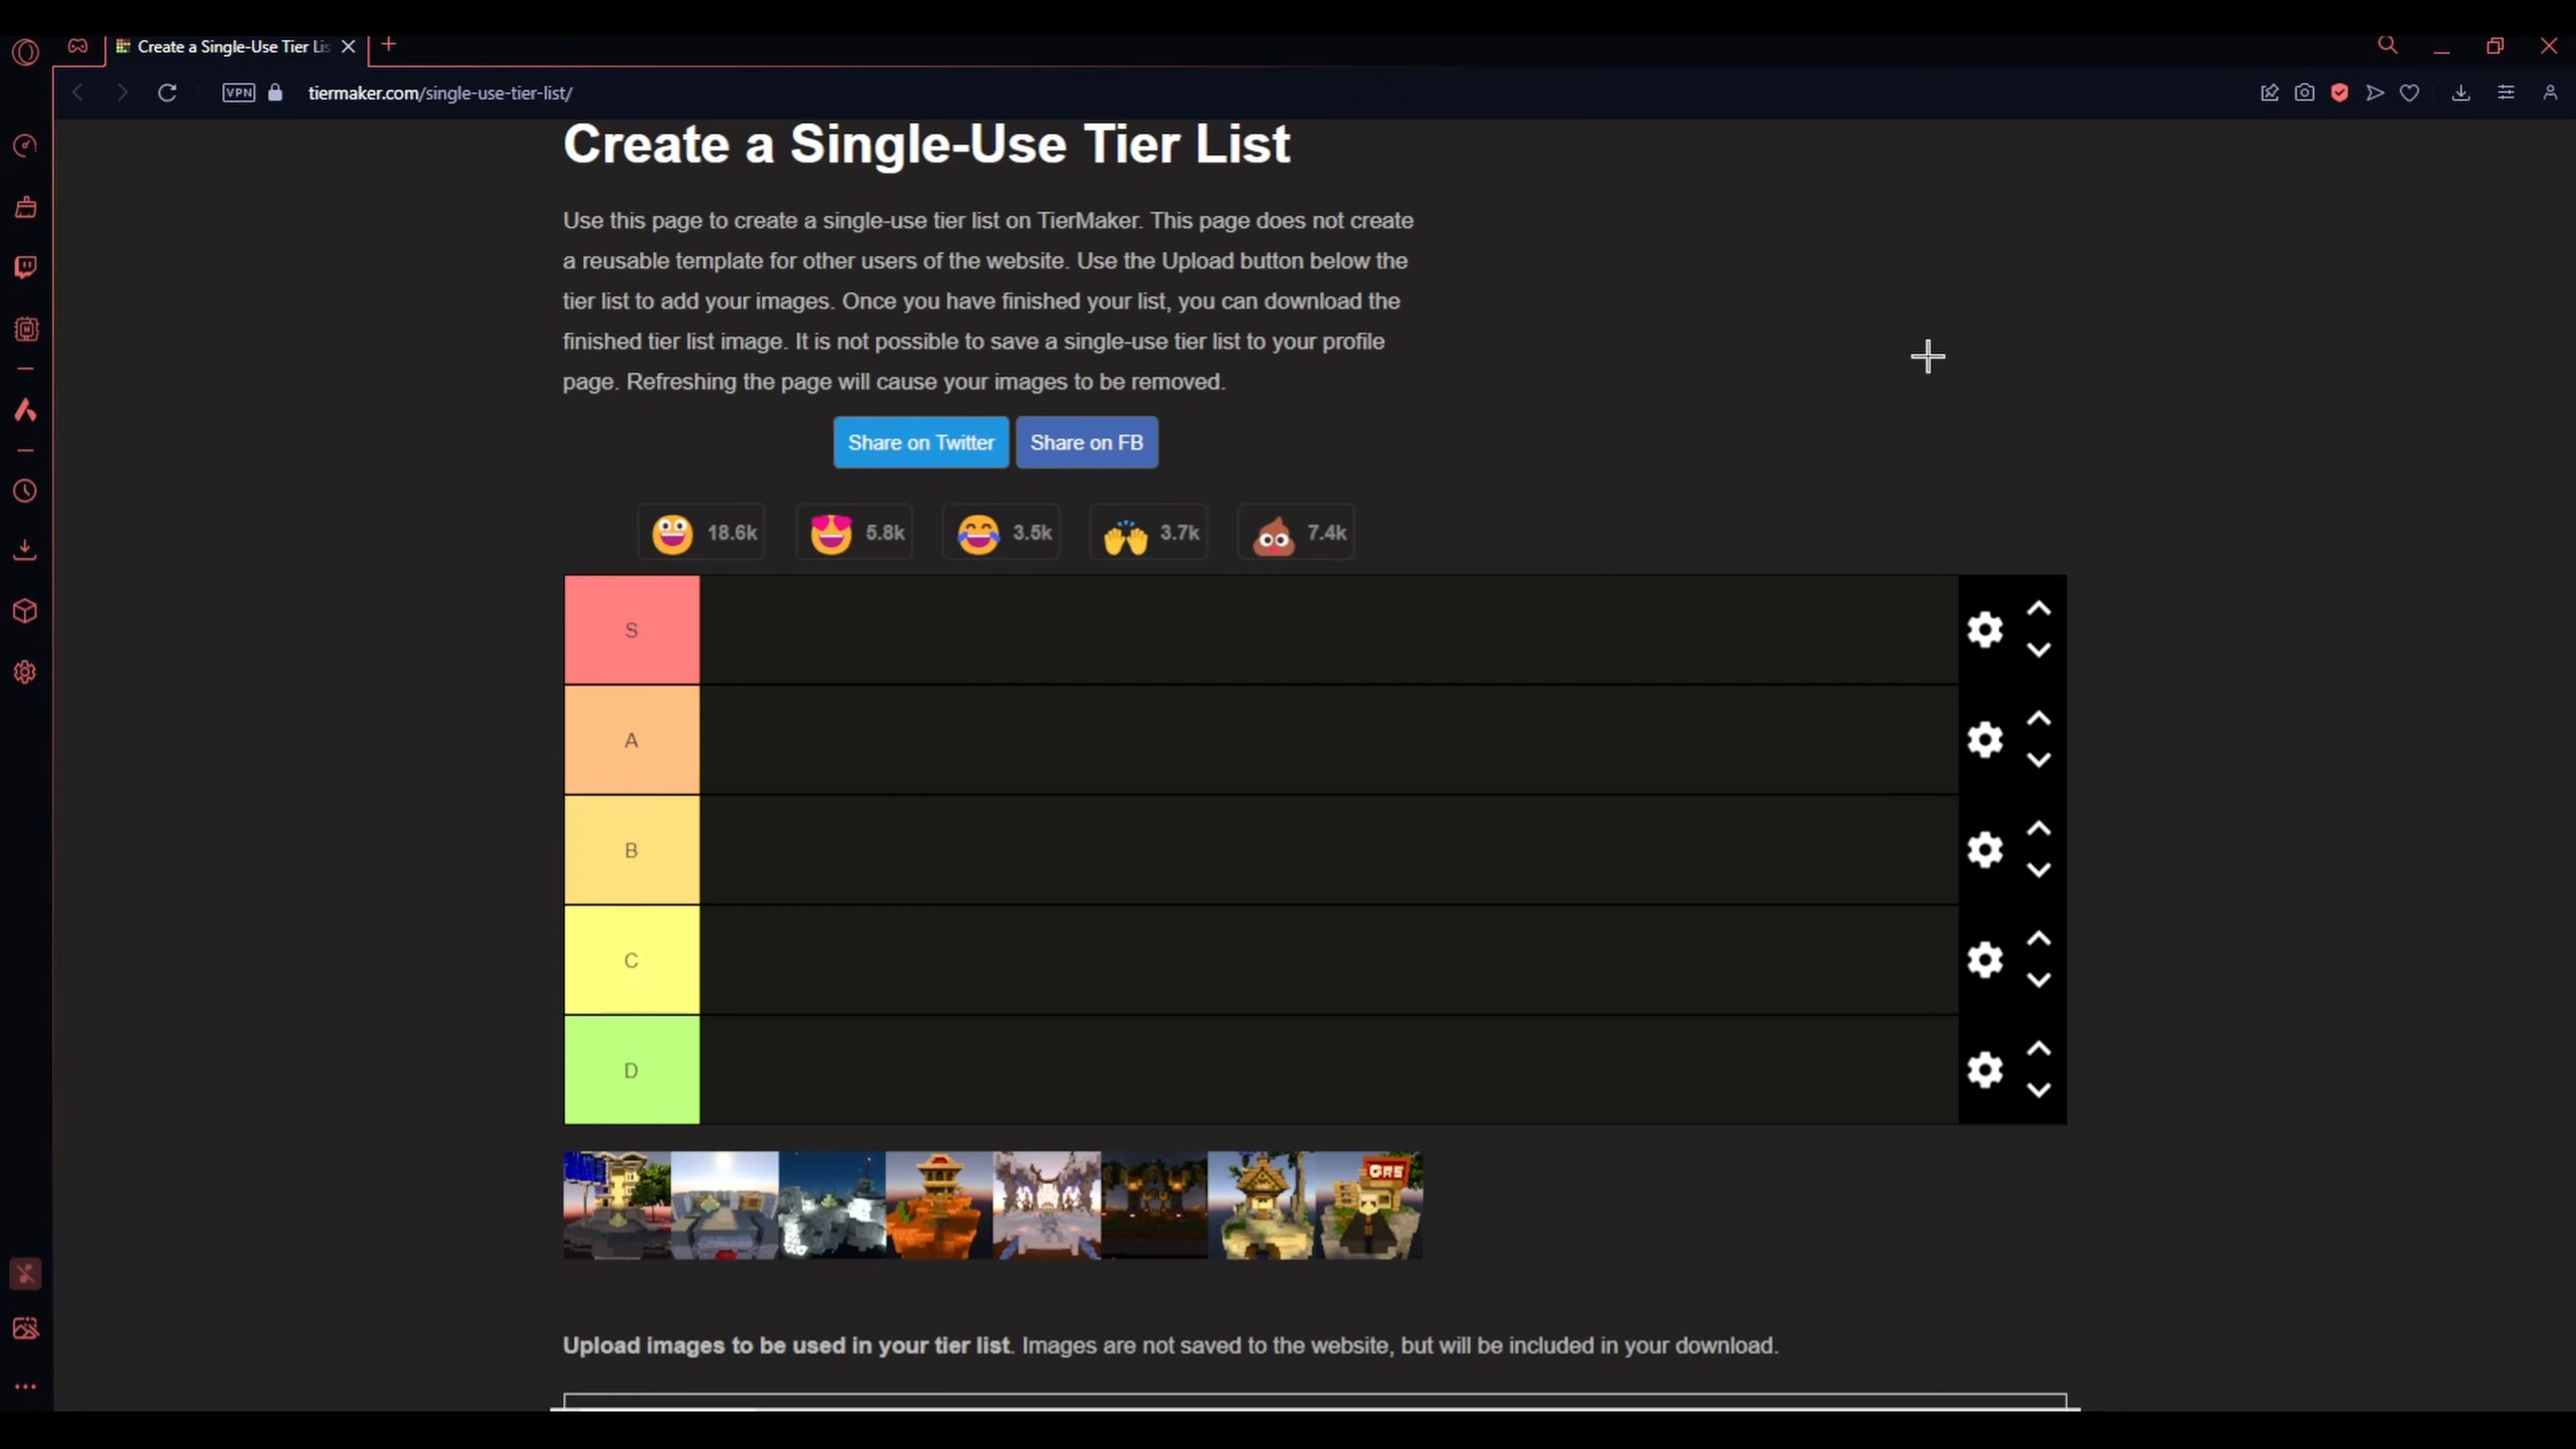 Create a Single-Use Tier Lis
VPN
tiermaker.com/single-use-tier-list/
Create a Single-Use Tier List
Use this page to create a single-use tier list on TierMaker. This page does not create
a reusable template for other users of the website. Use the Upload button below the
tier list to add your images. Once you have finished your list, you can download the
finished tier list image. It is not possible to save a single-use tier list to your profile
page. Refreshing the page will cause your images to be removed.
Share on Twitter Share on FB
18.6k 5.8k 3.5k 3.7k 7.4k
S
A
B
C
D
GAS
Upload images to be used in your tier list. Images are not saved to the website, but will be included in your download.